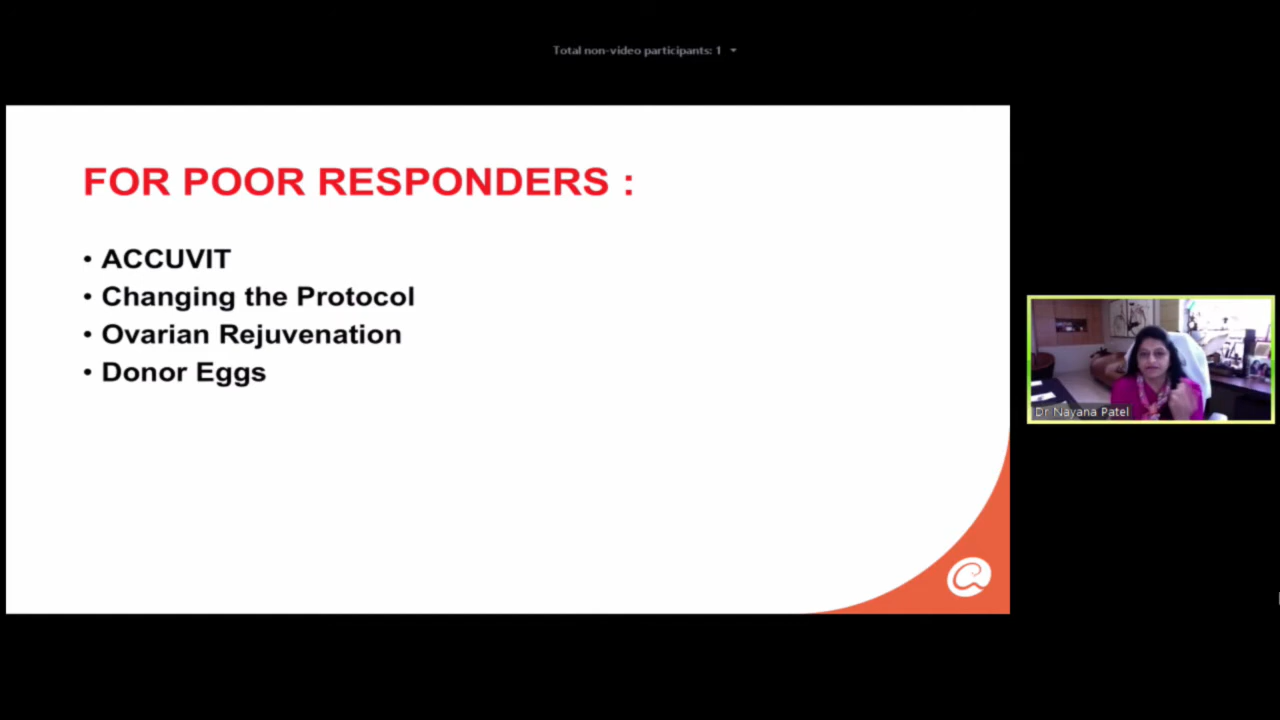 Total non-video participants: 1
FOR POOR RESPONDERS :
• ACCUVIT
• Changing the Protocol
• Ovarian Rejuvenation
• Donor Eggs
Dr Nayana Patel